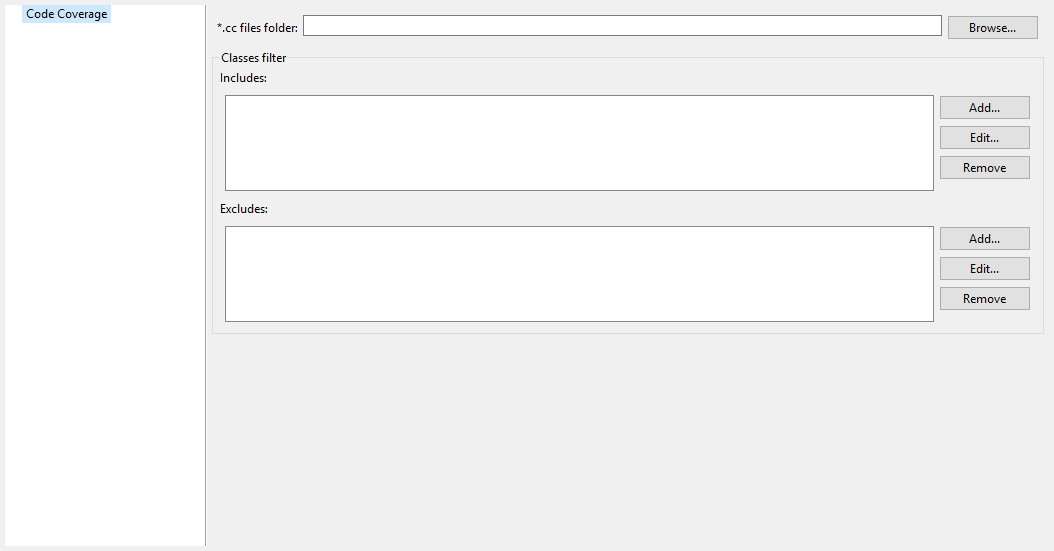 Code Coverage
*.cc files folder:
Browse...
Classes filter
Includes:
Add...
Edit...
Remove
Excludes:
Add...
Edit...
Remove